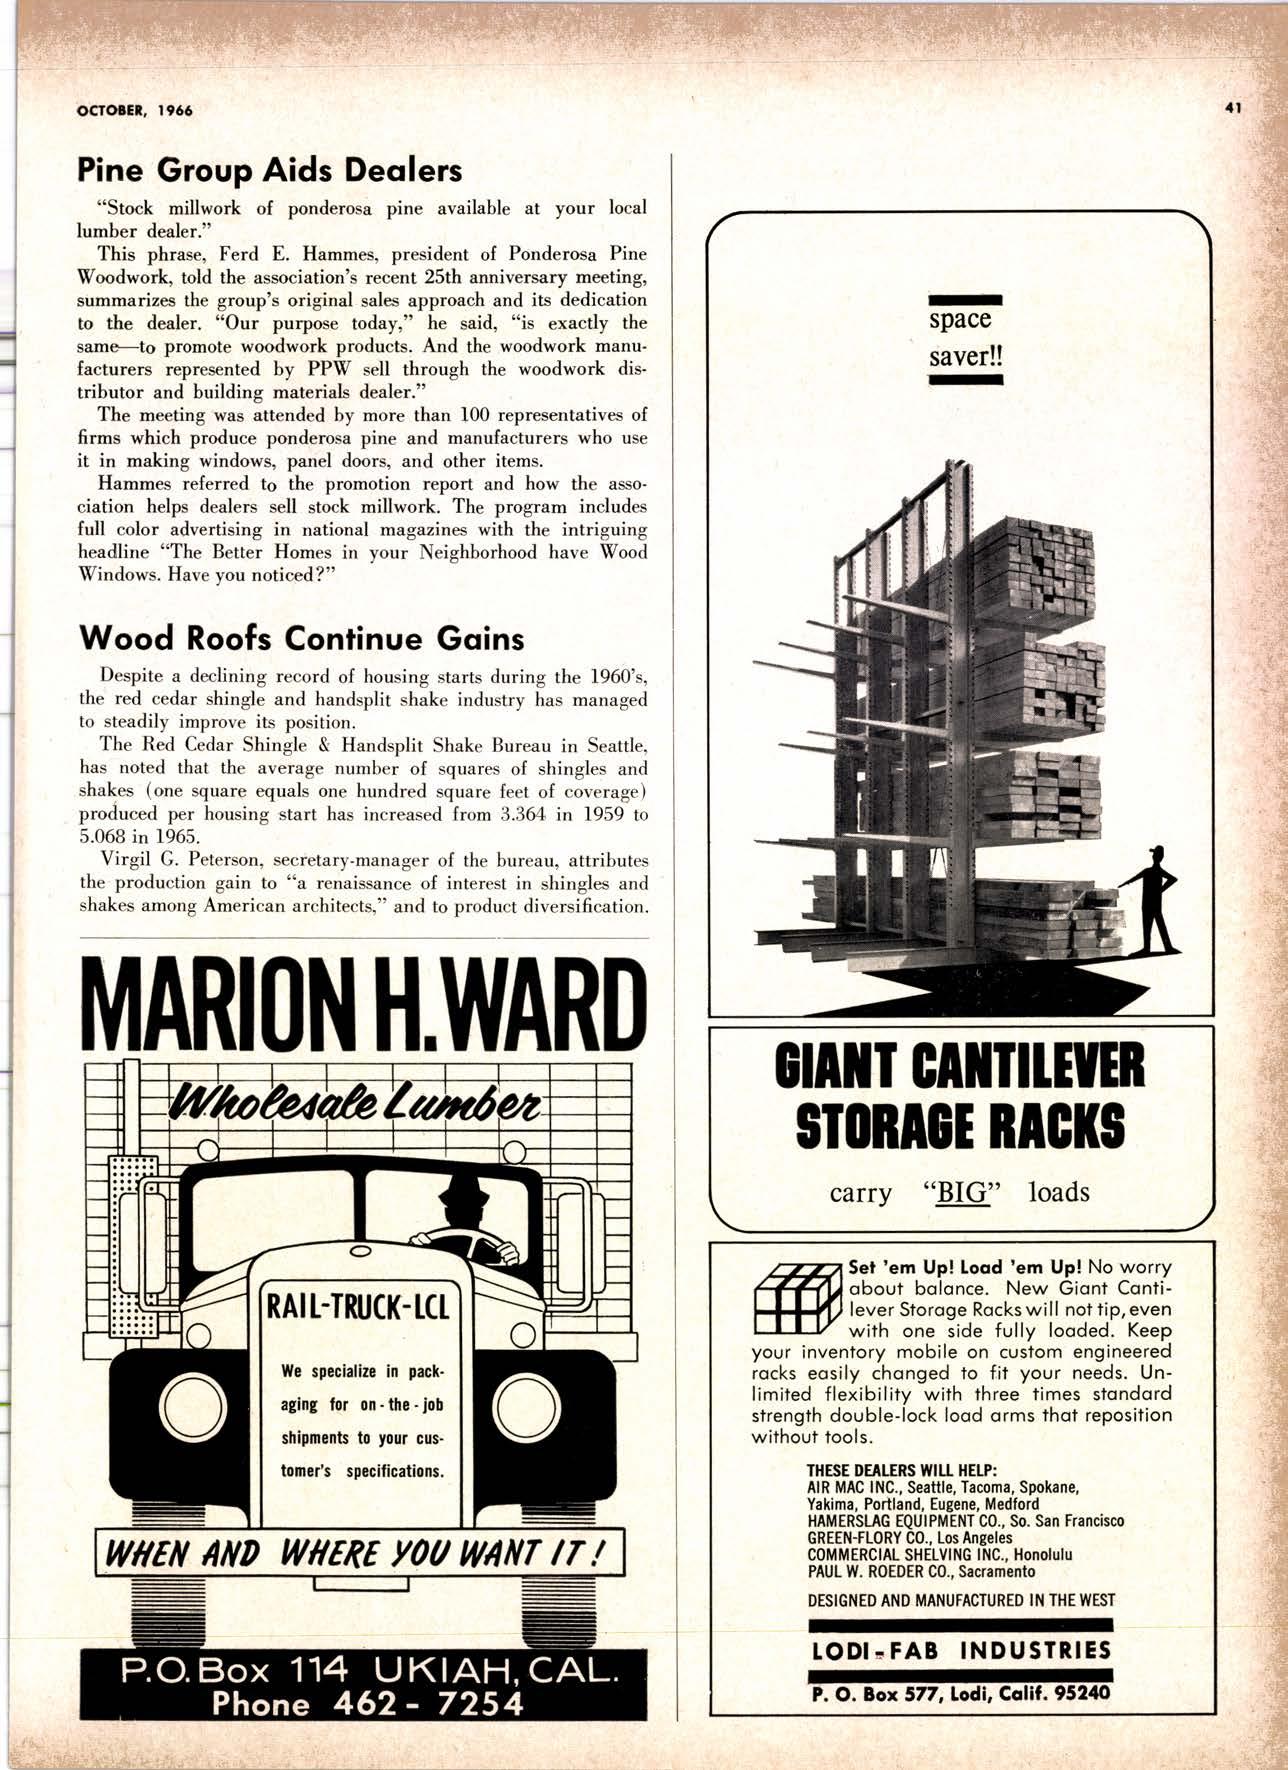 OCTOBER, 1966
41
Pine Group Aids Dealers
“Stock millwork of ponderosa pine available at your local
lumber dealer.”
This phrase, Ferd E. Hammes, president of Ponderosa Pine
Woodwork, told the association’s recent 25th anniversary meeting,
summarizes the group’s original sales approach and its dedication
to the dealer. “Our purpose today,” he said, “is exactly the
same—to promote woodwork products. And the woodwork manu-
facturers represented by PPW sell through the woodwork dis-
tributor and building materials dealer.”
The meeting was attended by more than 100 representatives of
firms which produce ponderosa pine and manufacturers who use
it in making windows, panel doors, and other items.
Hammes referred to the promotion report and how the asso-
ciation helps dealers sell stock millwork. The program includes
full color advertising in national magazines with the intriguing
headline “The Better Homes in your Neighborhood have Wood
Windows. Have you noticed?”
Wood Roofs Continue Gains
Despite a declining record of housing starts during the 1960’s,
the red cedar shingle and handsplit shake industry has managed
to steadily improve its position.
The Red Cedar Shingle & Handsplit Shake Bureau in Seattle,
has noted that the average number of squares of shingles and
shakes (one square equals one hundred square feet of coverage)
produced per housing start has increased from 3.364 in 1959 to
5.068 in 1965.
Virgil G. Peterson, secretary-manager of the bureau, attributes
the production gain to “a renaissance of interest in shingles and
shakes among American architects,” and to product diversification.
MARION H. WARD
Wholesale Lumber
RAIL-TRUCK-LCL
We specialize in pack-
aging for on-the-job
shipments to your cus-
tomer’s specifications.
WHEN AND WHERE YOU WANT IT!
P.O. Box 114 UKIAH, CAL.
Phone 462 - 7254
space
saver!!
GIANT CANTILEVER
STORAGE RACKS
carry “BIG” loads
Set ’em Up! Load ’em Up! No worry
about balance. New Giant Canti-
lever Storage Racks will not tip, even
with one side fully loaded. Keep
your inventory mobile on custom engineered
racks easily changed to fit your needs. Un-
limited flexibility with three times standard
strength double-lock load arms that reposition
without tools.
THESE DEALERS WILL HELP:
AIR MAC INC., Seattle, Tacoma, Spokane,
Yakima, Portland, Eugene, Medford
HAMERSLAG EQUIPMENT CO., So. San Francisco
GREEN-FLORY CO., Los Angeles
COMMERCIAL SHELVING INC., Honolulu
PAUL W. ROEDER CO., Sacramento
DESIGNED AND MANUFACTURED IN THE WEST
LODI-FAB INDUSTRIES
P. O. Box 577, Lodi, Calif. 95240